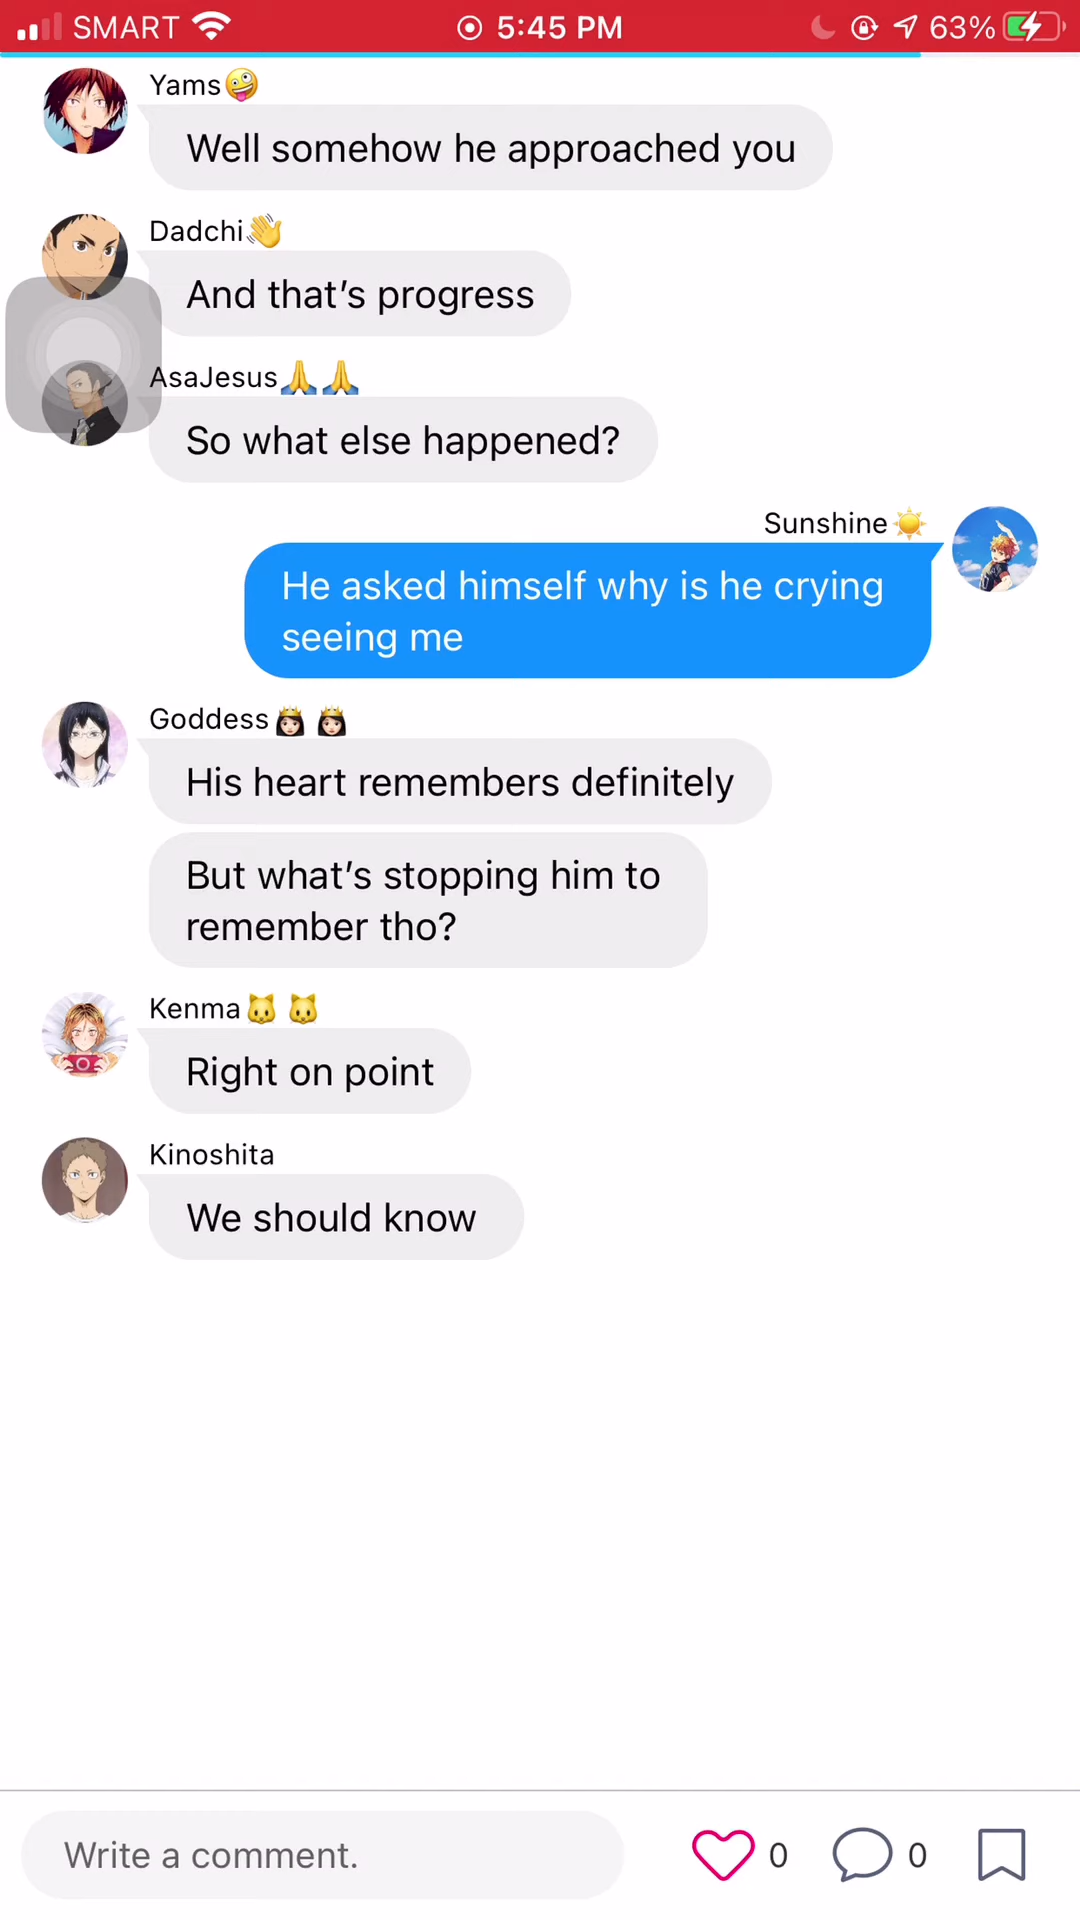 SMART 5:45 PM 63%
Yams🤪
Well somehow he approached you
Dadchi👋
And that's progress
AsaJesus🙏🙏
So what else happened?
Sunshine☀️
He asked himself why is he crying
seeing me
Goddess👸🏻👸🏻
His heart remembers definitely
But what's stopping him to
remember tho?
Kenma🐱🐱
Right on point
Kinoshita
We should know
Write a comment. 0 0